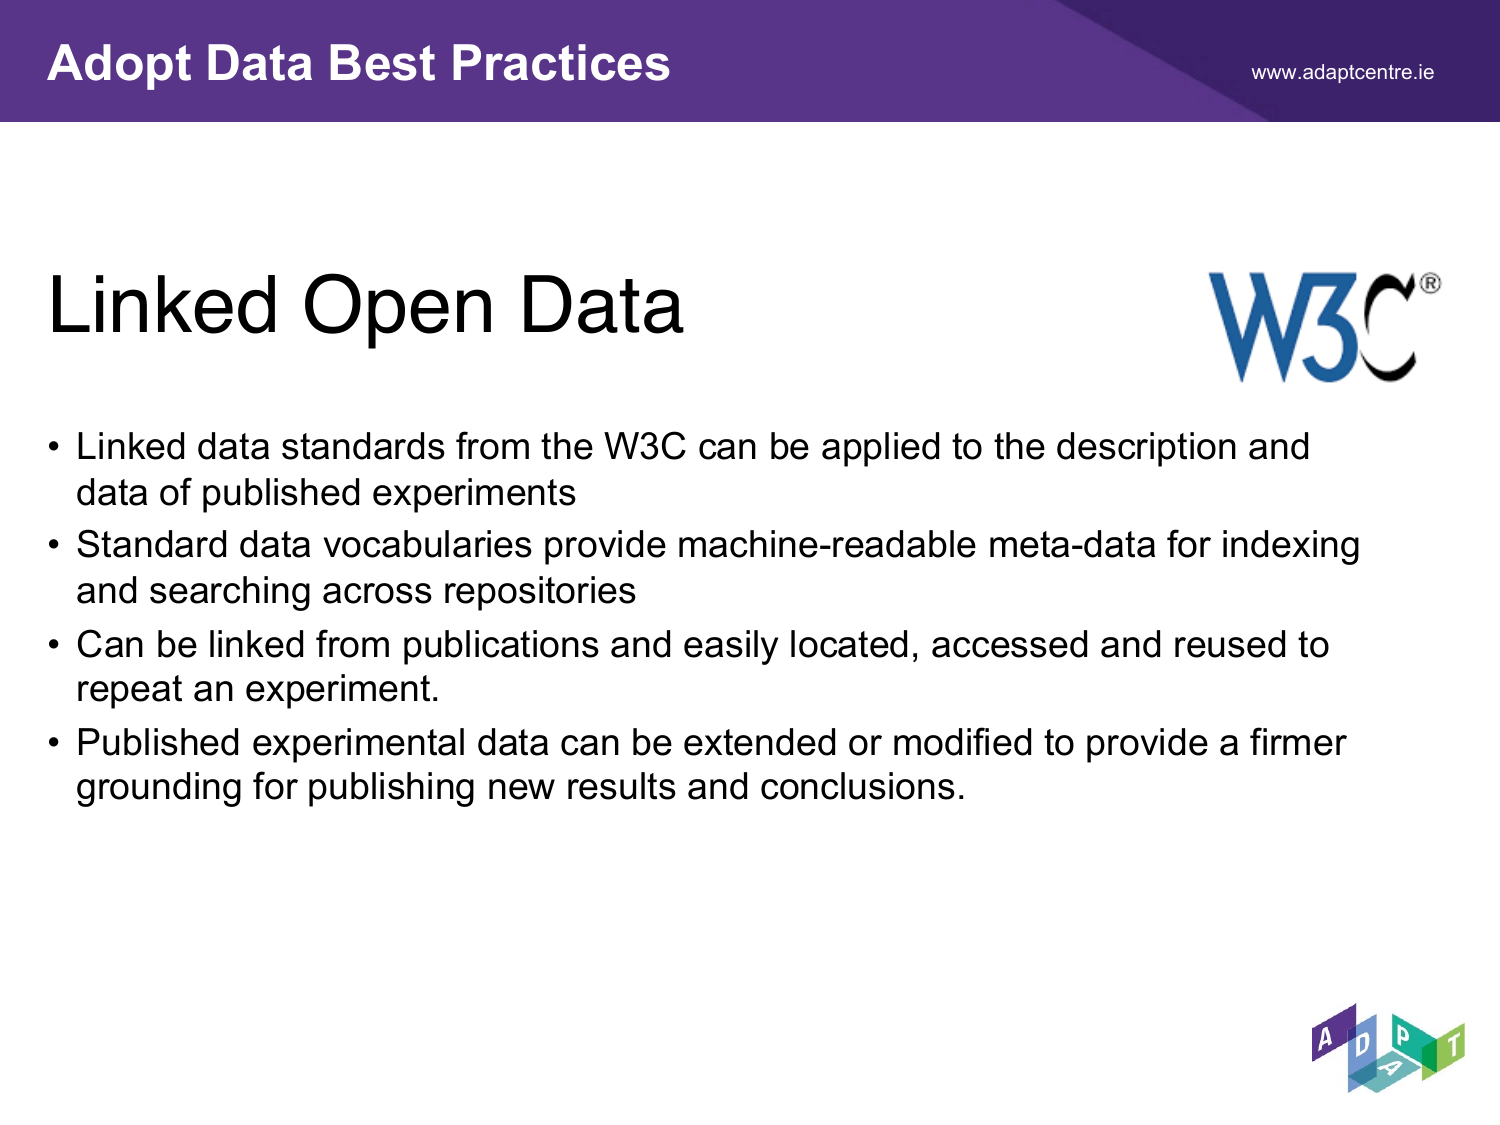 Adopt Data Best Practices
www.adaptcentre.ie
Linked Open Data
W3C®
• Linked data standards from the W3C can be applied to the description and
data of published experiments
• Standard data vocabularies provide machine-readable meta-data for indexing
and searching across repositories
• Can be linked from publications and easily located, accessed and reused to
repeat an experiment.
• Published experimental data can be extended or modified to provide a firmer
grounding for publishing new results and conclusions.
ADAPT